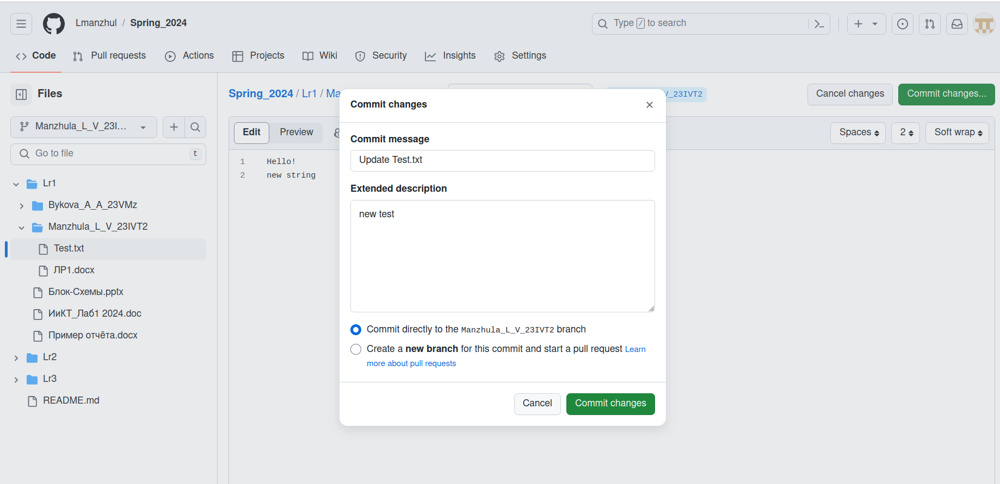 Lmanzhul / Spring_2024
Type / to search
Code
Pull requests
Actions
Projects
Wiki
Security
Insights
Settings
Files
Manzhula_L_V_23I...
Go to file
t
Lr1
Bykova_A_A_23VMz
Manzhula_L_V_23IVT2
Test.txt
ЛР1.docx
Блок-Схемы.pptx
ИиКТ_Лаб1 2024.doc
Пример отчёта.docx
Lr2
Lr3
README.md
Spring_2024 / Lr1 / Ma
V_23IVT2
Cancel changes
Commit changes...
Edit
Preview
Spaces
2
Soft wrap
1 Hello!
2 new string
Commit changes
Commit message
Update Test.txt
Extended description
new test
Commit directly to the Manzhula_L_V_23IVT2 branch
Create a new branch for this commit and start a pull request Learn
more about pull requests
Cancel
Commit changes